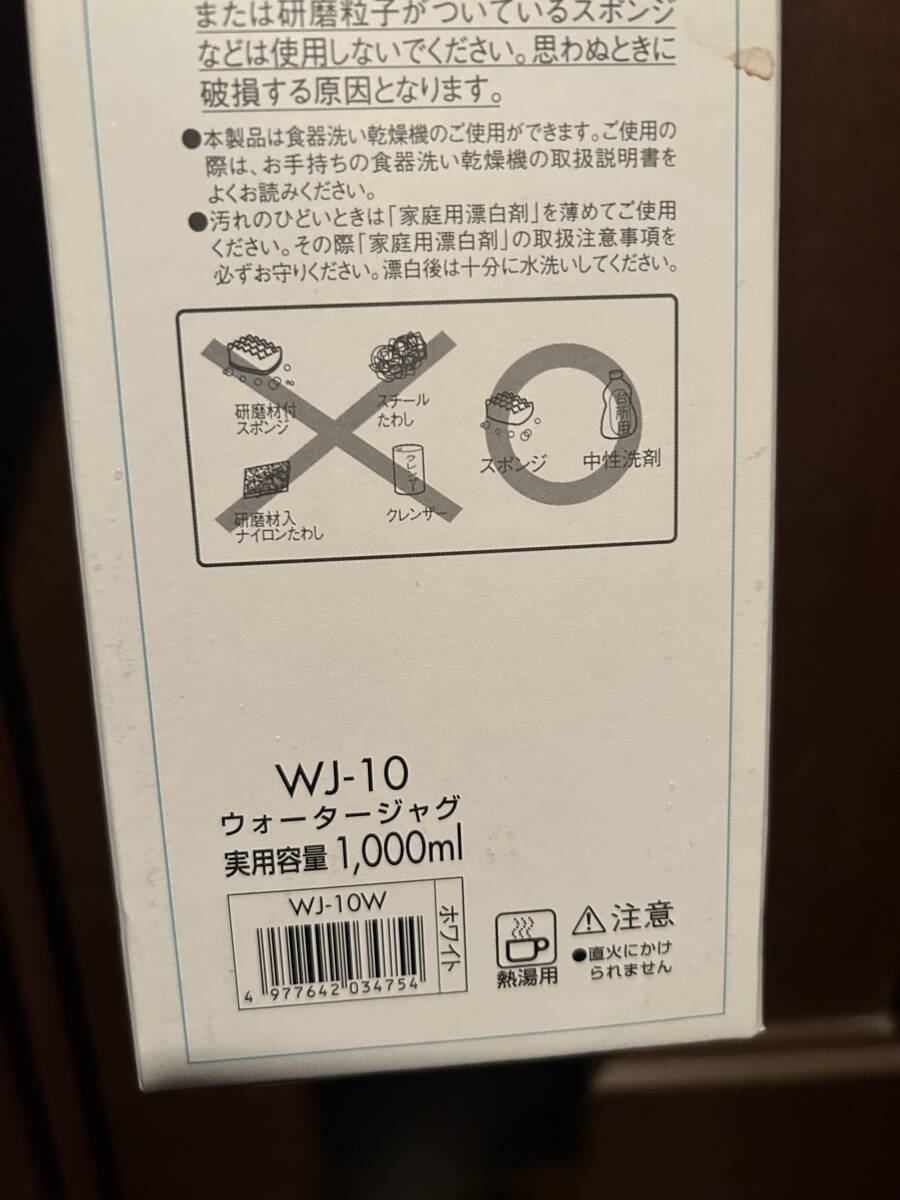 または研磨粒子がついているスポンジ
などは使用しないでください。思わぬときに
破損する原因となります。
●本製品は食器洗い乾燥機のご使用ができます。ご使用の
際は、お手持ちの食器洗い乾燥機の取扱説明書を
よくお読みください。
●汚れのひどいときは「家庭用漂白剤」を薄めてご使用
ください。その際「家庭用漂白剤」の取扱注意事項を
必ずお守りください。漂白後は十分に水洗いしてください。
研磨材付
スポンジ
スチール
たわし
研磨材入
ナイロンたわし
クレンザー
クレンザー
スポンジ
台所用
中性洗剤
WJ-10
ウォータージャグ
実用容量 1,000ml
WJ-10W
ホワイト
4 977642 034754
熱湯用
注意
●直火にかけ
られません